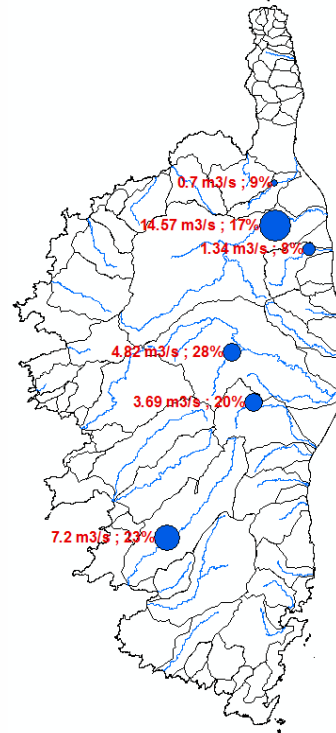 0.7 m3/s ; 9%
14.57 m3/s ; 17%
1.34 m3/s ; 8%
4.82 m3/s ; 28%
3.69 m3/s ; 20%
7.2 m3/s ; 23%